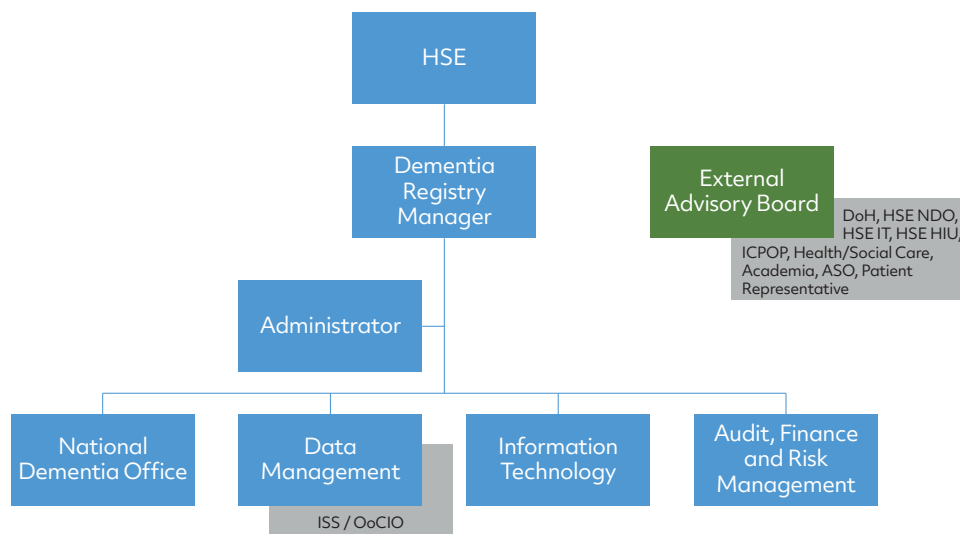 HSE
Dementia
Registry
Manager
External
Advisory Board
DoH, HSE NDO,
HSE IT, HSE HIU,
ICPOP, Health/Social Care,
Academia, ASO, Patient
Representative
Administrator
National
Dementia Office
Data
Management
ISS / OoCIO
Information
Technology
Audit, Finance
and Risk
Management